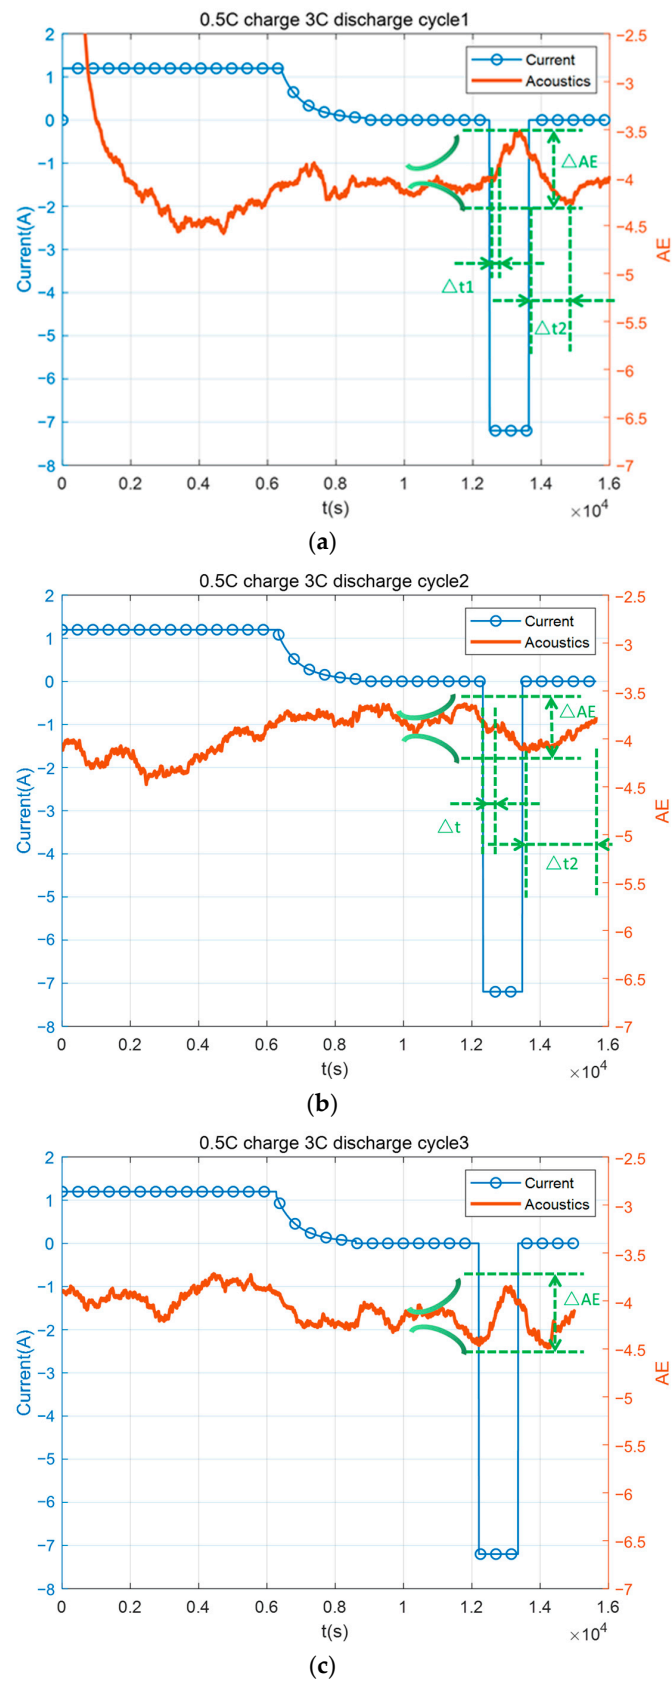 0.5C charge 3C discharge cycle1
2
1
0
−1
−2
−3
−4
−5
−6
−7
−8
Current(A)
Current
Acoustics
−2.5
−3
−3.5
−4
−4.5
−5
−5.5
−6
−6.5
−7
AE
△AE
△t1
△t2
0 0.2 0.4 0.6 0.8 1 1.2 1.4 1.6
t(s)
×10⁴
(a)
0.5C charge 3C discharge cycle2
2
1
0
−1
−2
−3
−4
−5
−6
−7
−8
Current(A)
Current
Acoustics
−2.5
−3
−3.5
−4
−4.5
−5
−5.5
−6
−6.5
−7
AE
△AE
△t
△t2
0 0.2 0.4 0.6 0.8 1 1.2 1.4 1.6
t(s)
×10⁴
(b)
0.5C charge 3C discharge cycle3
2
1
0
−1
−2
−3
−4
−5
−6
−7
−8
Current(A)
Current
Acoustics
−2.5
−3
−3.5
−4
−4.5
−5
−5.5
−6
−6.5
−7
AE
△AE
0 0.2 0.4 0.6 0.8 1 1.2 1.4 1.6
t(s)
×10⁴
(c)